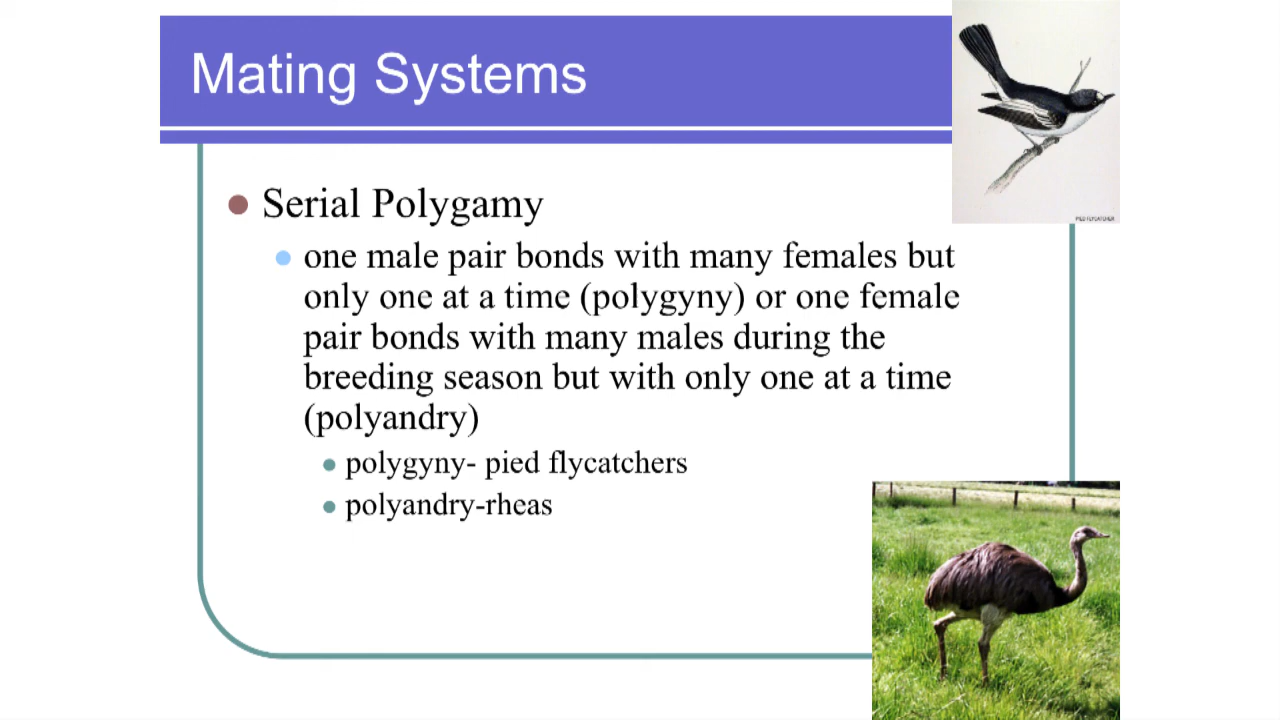 Mating Systems
PIED FLYCATCHER
Serial Polygamy
one male pair bonds with many females but
only one at a time (polygyny) or one female
pair bonds with many males during the
breeding season but with only one at a time
(polyandry)
polygyny- pied flycatchers
polyandry-rheas